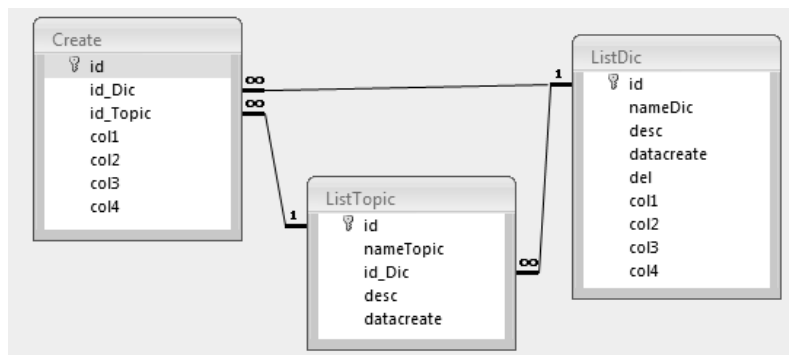 Create
id
id_Dic
id_Topic
col1
col2
col3
col4
∞
∞
1
ListTopic
id
nameTopic
id_Dic
desc
datacreate
∞
1
ListDic
id
nameDic
desc
datacreate
del
col1
col2
col3
col4